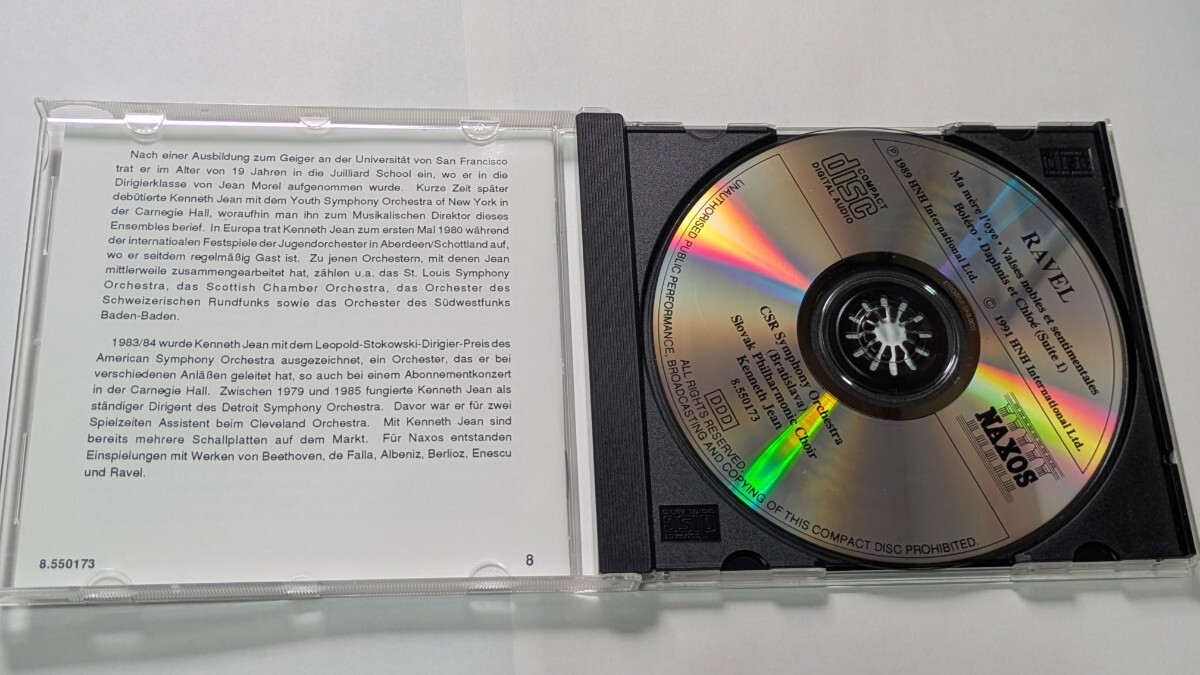 Nach einer Ausbildung zum Geiger an der Universität von San Francisco
trat er im Alter von 19 Jahren in die Juilliard School ein, wo er in die
Dirigierklasse von Jean Morel aufgenommen wurde. Kurze Zeit später
debütierte Kenneth Jean mit dem Youth Symphony Orchestra of New York in
der Carnegie Hall, woraufhin man ihn zum Musikalischen Direktor dieses
Ensembles berief. In Europa trat Kenneth Jean zum ersten Mal 1980 während
der internatioalen Festspiele der Jugendorchester in Aberdeen/Schottland auf,
wo er seitdem regelmäßig Gast ist. Zu jenen Orchestern, mit denen Jean
mittlerweile zusammengearbeitet hat, zählen u.a. das St. Louis Symphony
Orchestra, das Scottish Chamber Orchestra, das Orchester des
Schweizerischen Rundfunks sowie das Orchester des Südwestfunks
Baden-Baden.
1983/84 wurde Kenneth Jean mit dem Leopold-Stokowski-Dirigier-Preis des
American Symphony Orchestra ausgezeichnet, ein Orchester, das er bei
verschiedenen Anläßen geleitet hat, so auch bei einem Abonnementkonzert
in der Carnegie Hall. Zwischen 1979 und 1985 fungierte Kenneth Jean als
ständiger Dirigent des Detroit Symphony Orchestra. Davor war er für zwei
Spielzeiten Assistent beim Cleveland Orchestra. Mit Kenneth Jean sind
bereits mehrere Schallplatten auf dem Markt. Für Naxos entstanden
Einspielungen mit Werken von Beethoven, de Falla, Albeniz, Berlioz, Enescu
und Ravel.
8.550173
8
RAVEL
Ma mère l'oye · Valses nobles et sentimentales
Boléro · Daphnis et Chloé (Suite 1)
℗ 1989 HNH International Ltd.
© 1991 HNH International Ltd.
COMPACT
disc
DIGITAL AUDIO
NAXOS
CSR Symphony Orchestra
(Bratislava)
Slovak Philharmonic Choir
Kenneth Jean
8.550173
DDD
ALL RIGHTS RESERVED.
UNAUTHORISED PUBLIC PERFORMANCE, BROADCASTING AND COPYING OF THIS COMPACT DISC PROHIBITED.